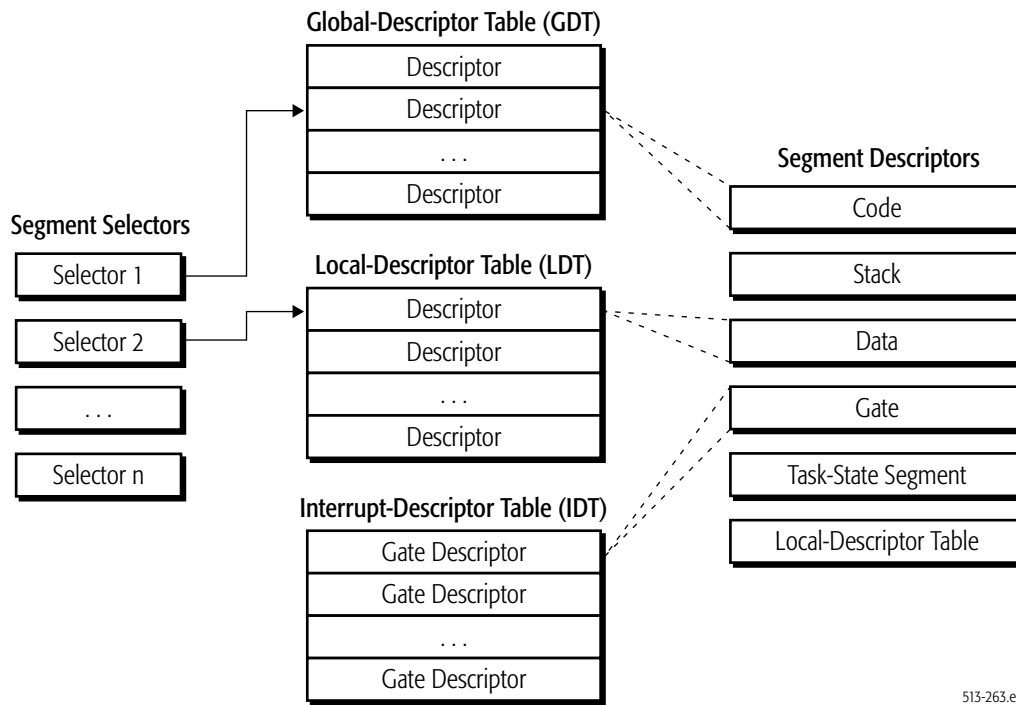 Global-Descriptor Table (GDT)
Descriptor
Descriptor
. . .
Descriptor
Segment Selectors
Selector 1
Selector 2
. . .
Selector n
Local-Descriptor Table (LDT)
Descriptor
Descriptor
. . .
Descriptor
Interrupt-Descriptor Table (IDT)
Gate Descriptor
Gate Descriptor
. . .
Gate Descriptor
Segment Descriptors
Code
Stack
Data
Gate
Task-State Segment
Local-Descriptor Table
513-263.e